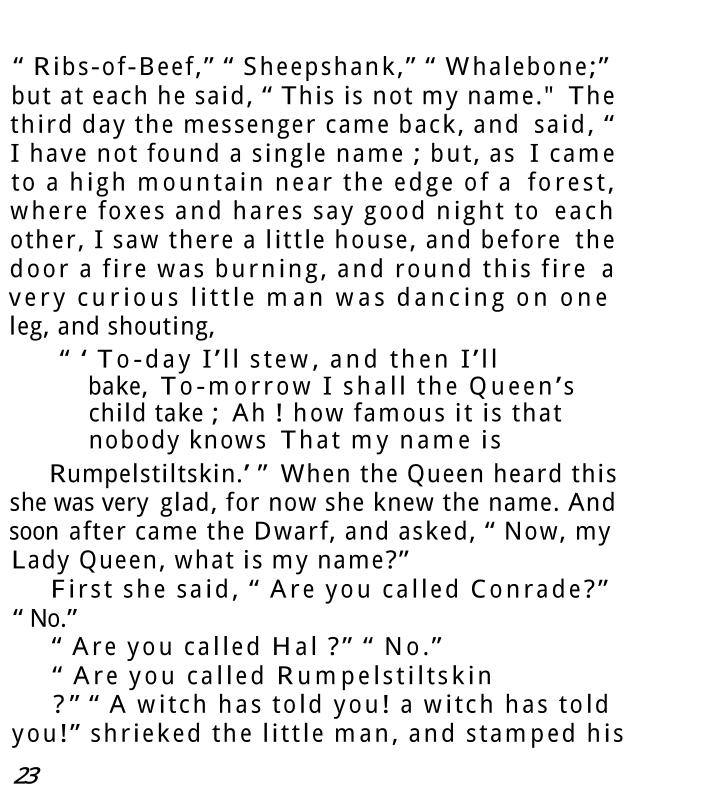 “ Ribs-of-Beef,” “ Sheepshank,” “ Whalebone;”
but at each he said, “ This is not my name." The
third day the messenger came back, and said, “
I have not found a single name ; but, as I came
to a high mountain near the edge of a forest,
where foxes and hares say good night to each
other, I saw there a little house, and before the
door a fire was burning, and round this fire a
very curious little man was dancing on one
leg, and shouting,
“ ‘ To-day I’ll stew, and then I’ll
bake, To-morrow I shall the Queen’s
child take ; Ah ! how famous it is that
nobody knows That my name is
Rumpelstiltskin.’ ” When the Queen heard this
she was very glad, for now she knew the name. And
soon after came the Dwarf, and asked, “ Now, my
Lady Queen, what is my name?”
First she said, “ Are you called Conrade?”
“ No.”
“ Are you called Hal ?” “ No.”
“ Are you called Rumpelstiltskin
?” “ A witch has told you! a witch has told
you!” shrieked the little man, and stamped his
23